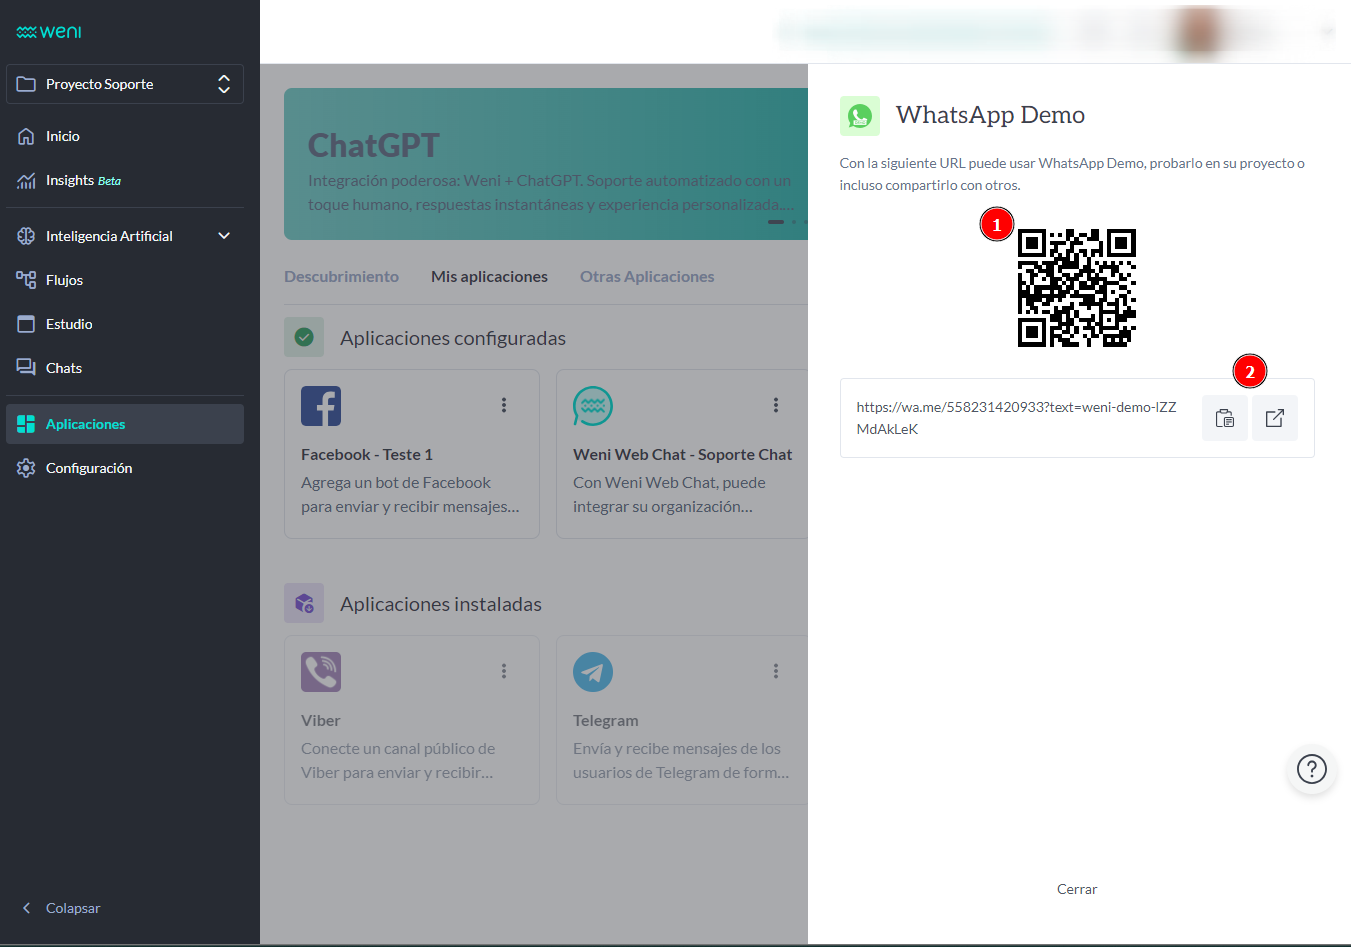 weni
Proyecto Soporte
Inicio
Insights Beta
Inteligencia Artificial
Flujos
Estudio
Chats
Aplicaciones
Configuración
Colapsar
ChatGPT
Integración poderosa: Weni + ChatGPT. Soporte automatizado con un
toque humano, respuestas instantáneas y experiencia personalizada....
Descubrimiento
Mis aplicaciones
Otras Aplicaciones
Aplicaciones configuradas
Facebook - Teste 1
Agrega un bot de Facebook
para enviar y recibir mensajes...
Weni Web Chat - Soporte Chat
Con Weni Web Chat, puede
integrar su organización...
Aplicaciones instaladas
Viber
Conecte un canal público de
Viber para enviar y recibir...
Telegram
Envía y recibe mensajes de los
usuarios de Telegram de form...
WhatsApp Demo
Con la siguiente URL puede usar WhatsApp Demo, probarlo en su proyecto o
incluso compartirlo con otros.
1
2
https://wa.me/558231420933?text=weni-demo-lZZ
MdAkLeK
?
Cerrar